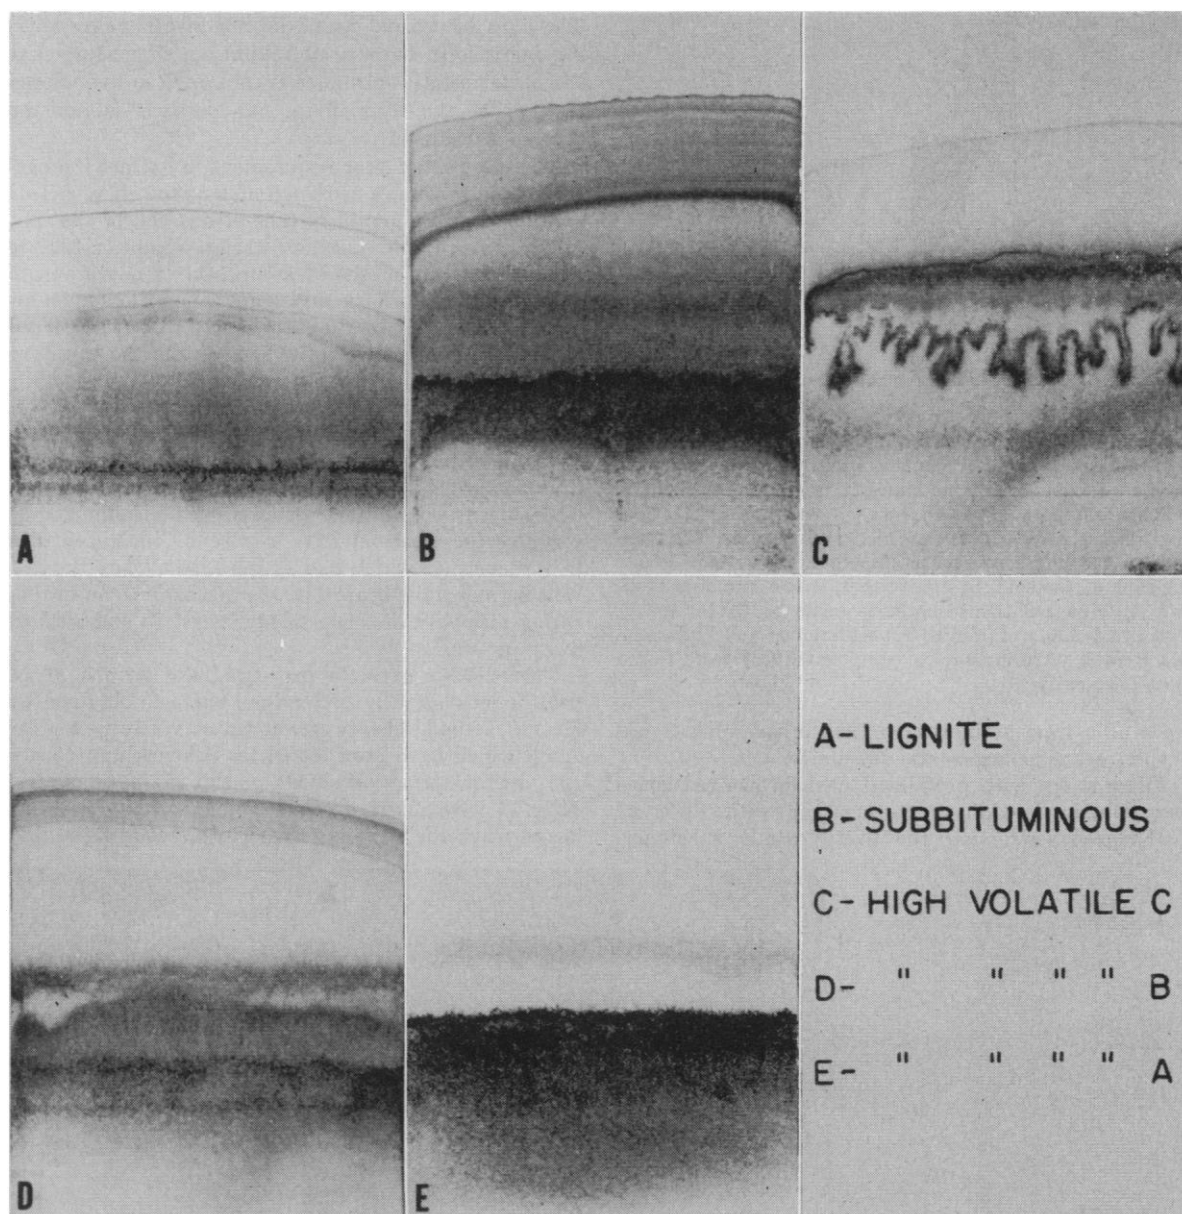 A
B
C
D
E
A- LIGNITE
B- SUBBITUMINOUS
C- HIGH VOLATILE C
D- " " " " B
E- " " " " A